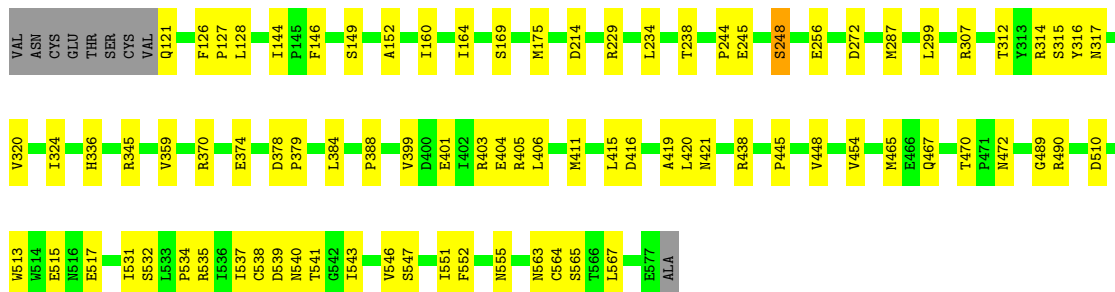 VAL ASN CYS GLU THR SER CYS VAL Q121 F126 P127 L128 I144 P145 F146 S149 A152 I160 I164 S169 M175 D214 R229 L234 T238 P244 E245 S248 E256 D272 M287 L299 R307 T312 Y313 R314 S315 Y316 N317
V320 I324 H336 R345 V359 R370 E374 D378 P379 L384 P388 V399 D400 E401 I402 R403 E404 R405 L406 M411 L415 D416 A419 L420 N421 R438 P445 V448 V454 M465 E466 Q467 T470 P471 N472 G489 R490 D510
W513 W514 E515 N516 E517 I531 S532 L533 P534 R535 I536 I537 C538 D539 N540 T541 G542 I543 V546 S547 I551 F552 N555 N563 C564 S565 T566 L567 E577 ALA